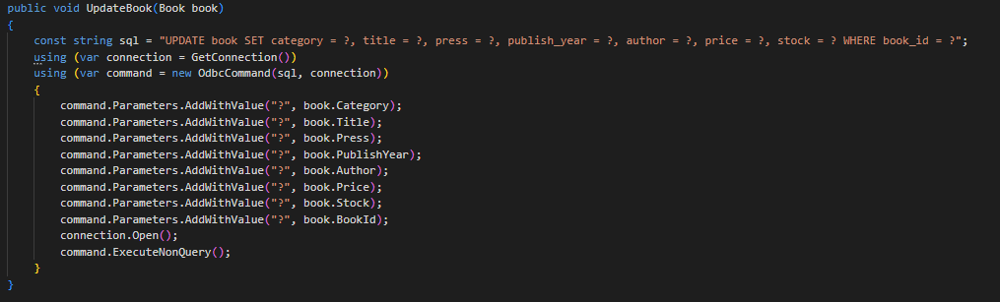 public void UpdateBook(Book book)
{
    const string sql = "UPDATE book SET category = ?, title = ?, press = ?, publish_year = ?, author = ?, price = ?, stock = ? WHERE book_id = ?";
    using (var connection = GetConnection())
    using (var command = new OdbcCommand(sql, connection))
    {
        command.Parameters.AddWithValue("?", book.Category);
        command.Parameters.AddWithValue("?", book.Title);
        command.Parameters.AddWithValue("?", book.Press);
        command.Parameters.AddWithValue("?", book.PublishYear);
        command.Parameters.AddWithValue("?", book.Author);
        command.Parameters.AddWithValue("?", book.Price);
        command.Parameters.AddWithValue("?", book.Stock);
        command.Parameters.AddWithValue("?", book.BookId);
        connection.Open();
        command.ExecuteNonQuery();
    }
}